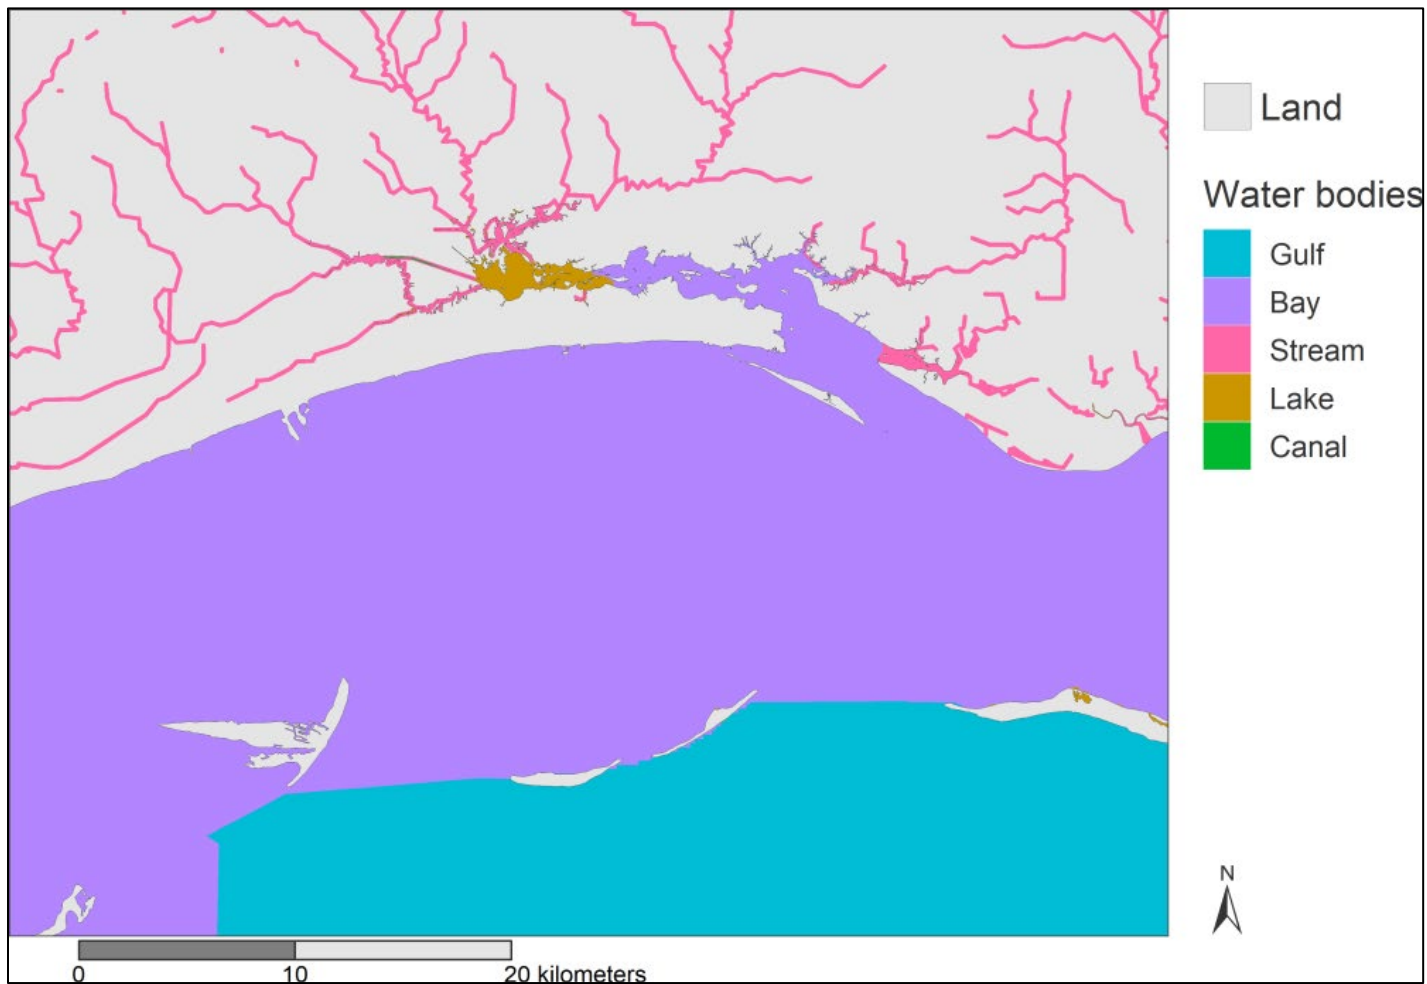 Land
Water bodies
Gulf
Bay
Stream
Lake
Canal
N
0 10 20 kilometers